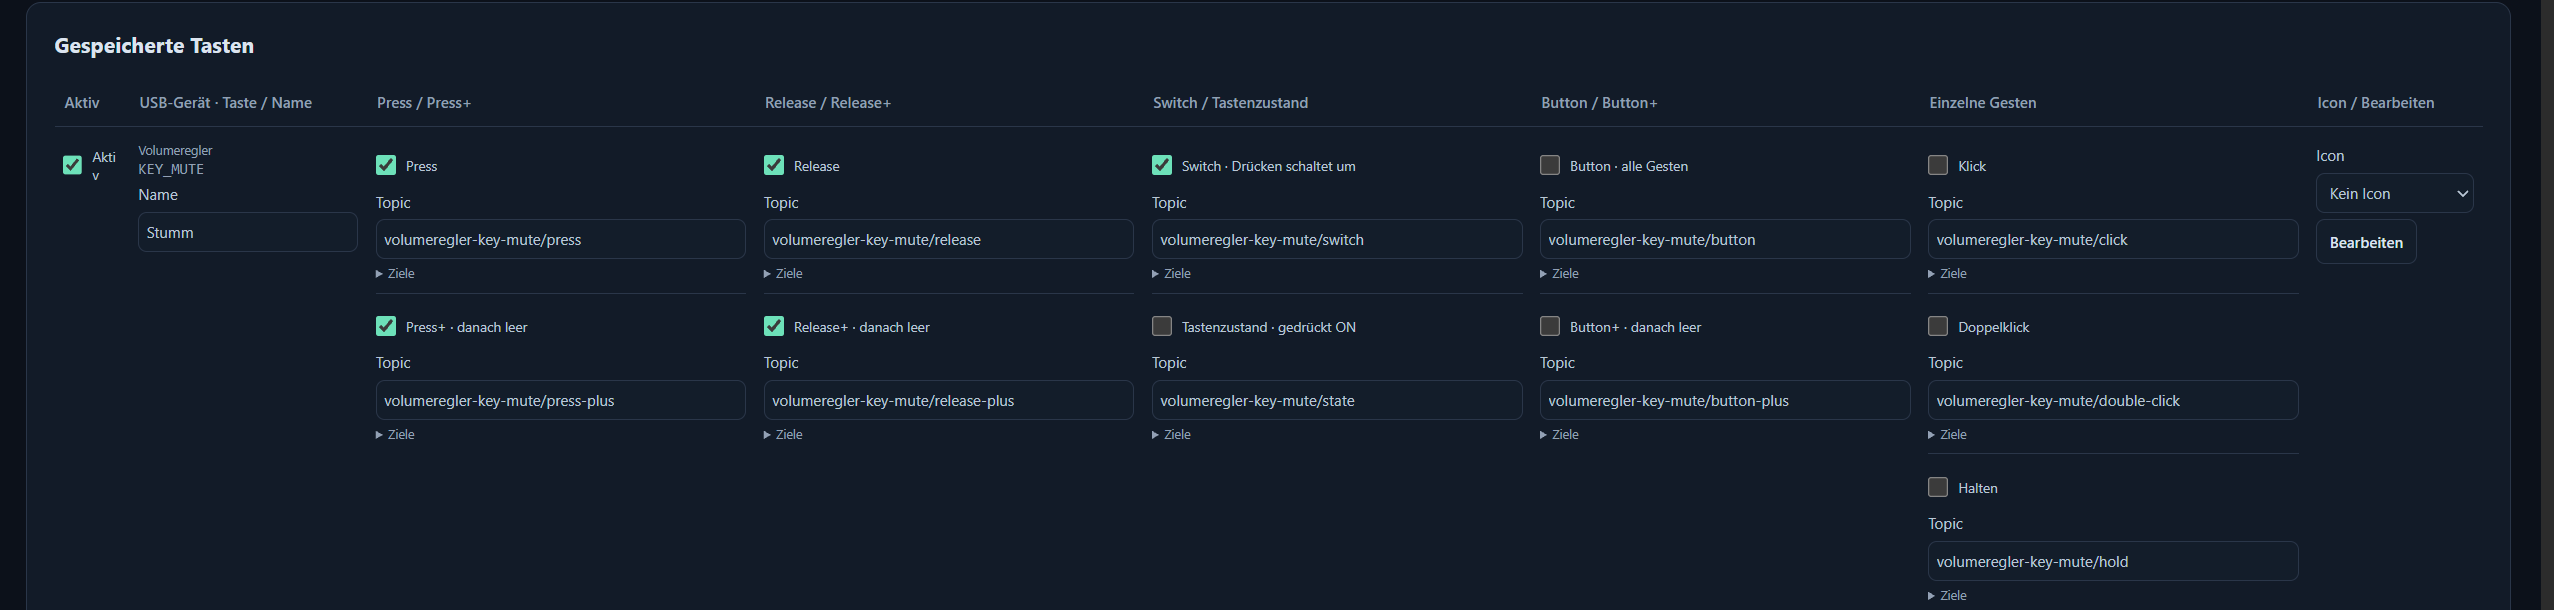 Gespeicherte Tasten
Aktiv USB-Gerät · Taste / Name Press / Press+ Release / Release+ Switch / Tastenzustand Button / Button+ Einzelne Gesten Icon / Bearbeiten
Akti
v
Volumeregler
KEY_MUTE
Name
Stumm
Press
Topic
volumeregler-key-mute/press
▶ Ziele
Press+ · danach leer
Topic
volumeregler-key-mute/press-plus
▶ Ziele
Release
Topic
volumeregler-key-mute/release
▶ Ziele
Release+ · danach leer
Topic
volumeregler-key-mute/release-plus
▶ Ziele
Switch · Drücken schaltet um
Topic
volumeregler-key-mute/switch
▶ Ziele
Tastenzustand · gedrückt ON
Topic
volumeregler-key-mute/state
▶ Ziele
Button · alle Gesten
Topic
volumeregler-key-mute/button
▶ Ziele
Button+ · danach leer
Topic
volumeregler-key-mute/button-plus
▶ Ziele
Klick
Topic
volumeregler-key-mute/click
▶ Ziele
Doppelklick
Topic
volumeregler-key-mute/double-click
▶ Ziele
Halten
Topic
volumeregler-key-mute/hold
▶ Ziele
Icon
Kein Icon
Bearbeiten